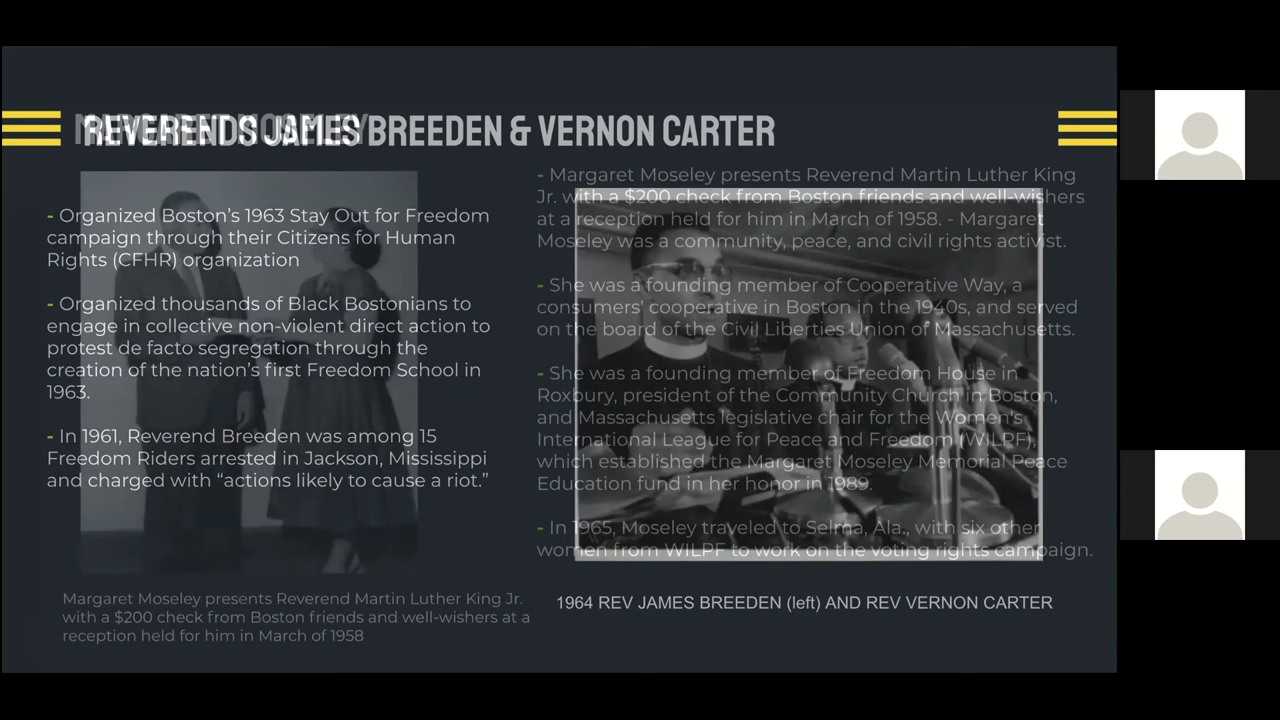 MARGARET MOSELEY
REVERENDS JAMES BREEDEN & VERNON CARTER
- Organized Boston’s 1963 Stay Out for Freedom
campaign through their Citizens for Human
Rights (CFHR) organization
- Organized thousands of Black Bostonians to
engage in collective non-violent direct action to
protest de facto segregation through the
creation of the nation’s first Freedom School in
1963.
- In 1961, Reverend Breeden was among 15
Freedom Riders arrested in Jackson, Mississippi
and charged with “actions likely to cause a riot.”
Margaret Moseley presents Reverend Martin Luther King Jr.
with a $200 check from Boston friends and well-wishers at a
reception held for him in March of 1958
- Margaret Moseley presents Reverend Martin Luther King
Jr. with a $200 check from Boston friends and well-wishers
at a reception held for him in March of 1958. - Margaret
Moseley was a community, peace, and civil rights activist.
- She was a founding member of Cooperative Way, a
consumers’ cooperative in Boston in the 1940s, and served
on the board of the Civil Liberties Union of Massachusetts.
- She was a founding member of Freedom House in
Roxbury, president of the Community Church in Boston,
and Massachusetts legislative chair for the Women’s
International League for Peace and Freedom (WILPF),
which established the Margaret Moseley Memorial Peace
Education fund in her honor in 1989.
- In 1965, Moseley traveled to Selma, Ala., with six other
women from WILPF to work on the voting rights campaign.
1964 REV JAMES BREEDEN (left) AND REV VERNON CARTER